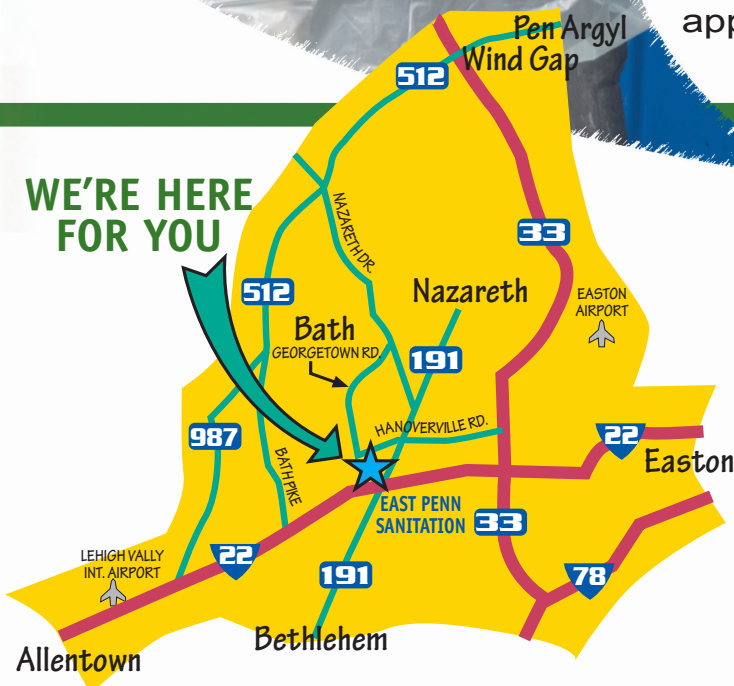 app
Pen Argyl
Wind Gap
512
WE'RE HERE
FOR YOU
NAZARETH DR.
33
512
Nazareth
EASTON
AIRPORT
Bath
GEORGETOWN RD.
191
987
HANOVERVILLE RD.
22
BATH PIKE
Easton
EAST PENN
SANITATION
33
LEHIGH VALLY
INT. AIRPORT
22
191
78
Bethlehem
Allentown